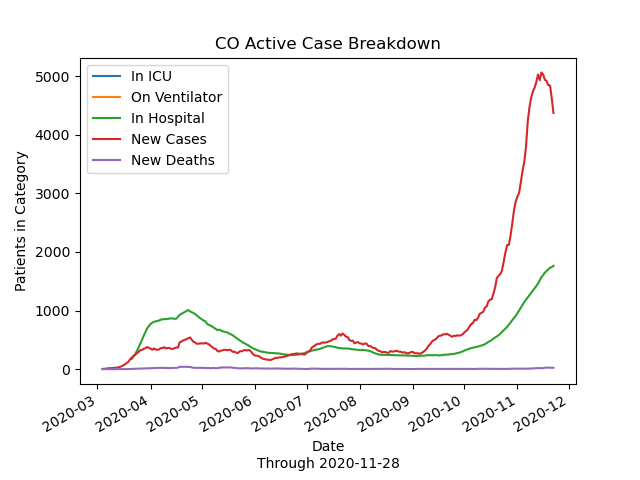 CO Active Case Breakdown
In ICU
On Ventilator
In Hospital
New Cases
New Deaths
Patients in Category
5000
4000
3000
2000
1000
0
2020-03
2020-04
2020-05
2020-06
2020-07
2020-08
2020-09
2020-10
2020-11
2020-12
Date
Through 2020-11-28